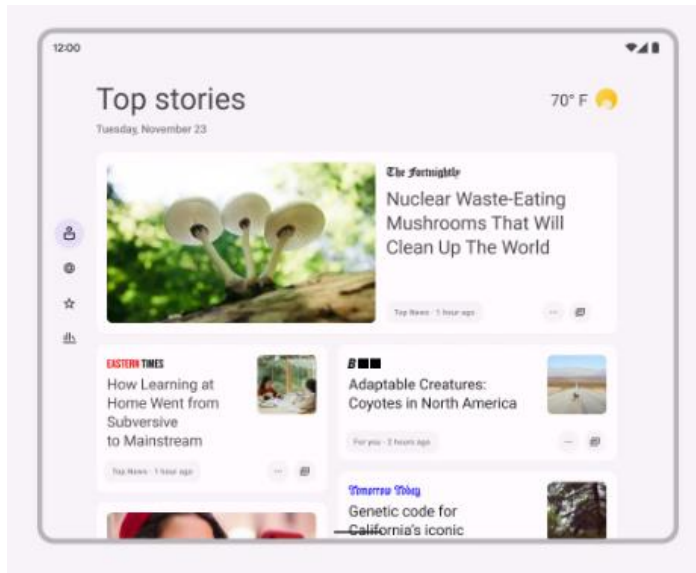 12:00
Top stories
70° F
Tuesday, November 23
The Fortnightly
Nuclear Waste-Eating
Mushrooms That Will
Clean Up The World
Top News · 1 hour ago
EASTERN TIMES
How Learning at
Home Went from
Subversive
to Mainstream
Top News · 1 hour ago
B
Adaptable Creatures:
Coyotes in North America
For you · 2 hours ago
Tomorrow Today
Genetic code for
California's iconic